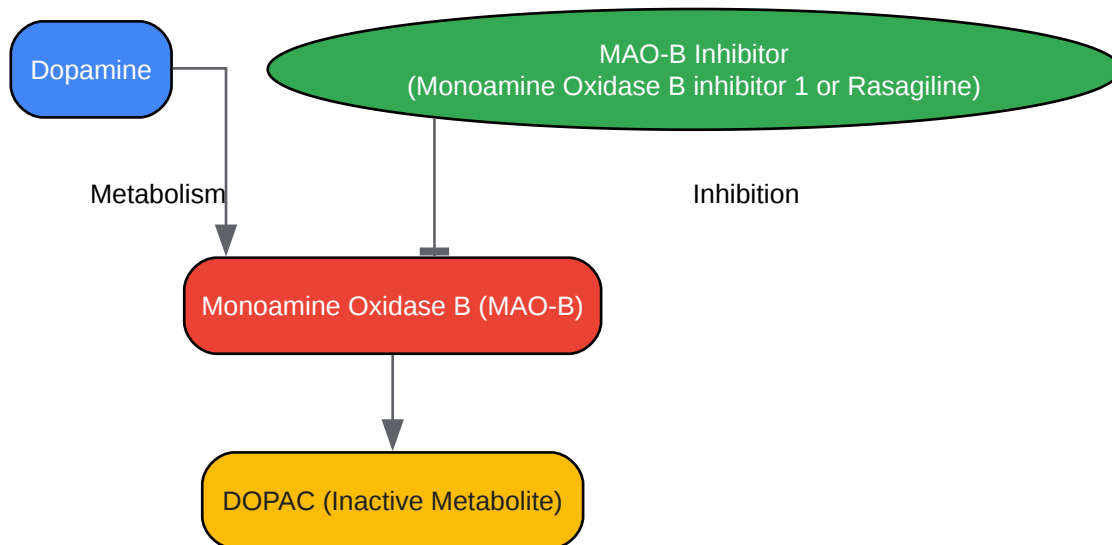 Dopamine
MAO-B Inhibitor
(Monoamine Oxidase B inhibitor 1 or Rasagiline)
Metabolism
Inhibition
Monoamine Oxidase B (MAO-B)
DOPAC (Inactive Metabolite)